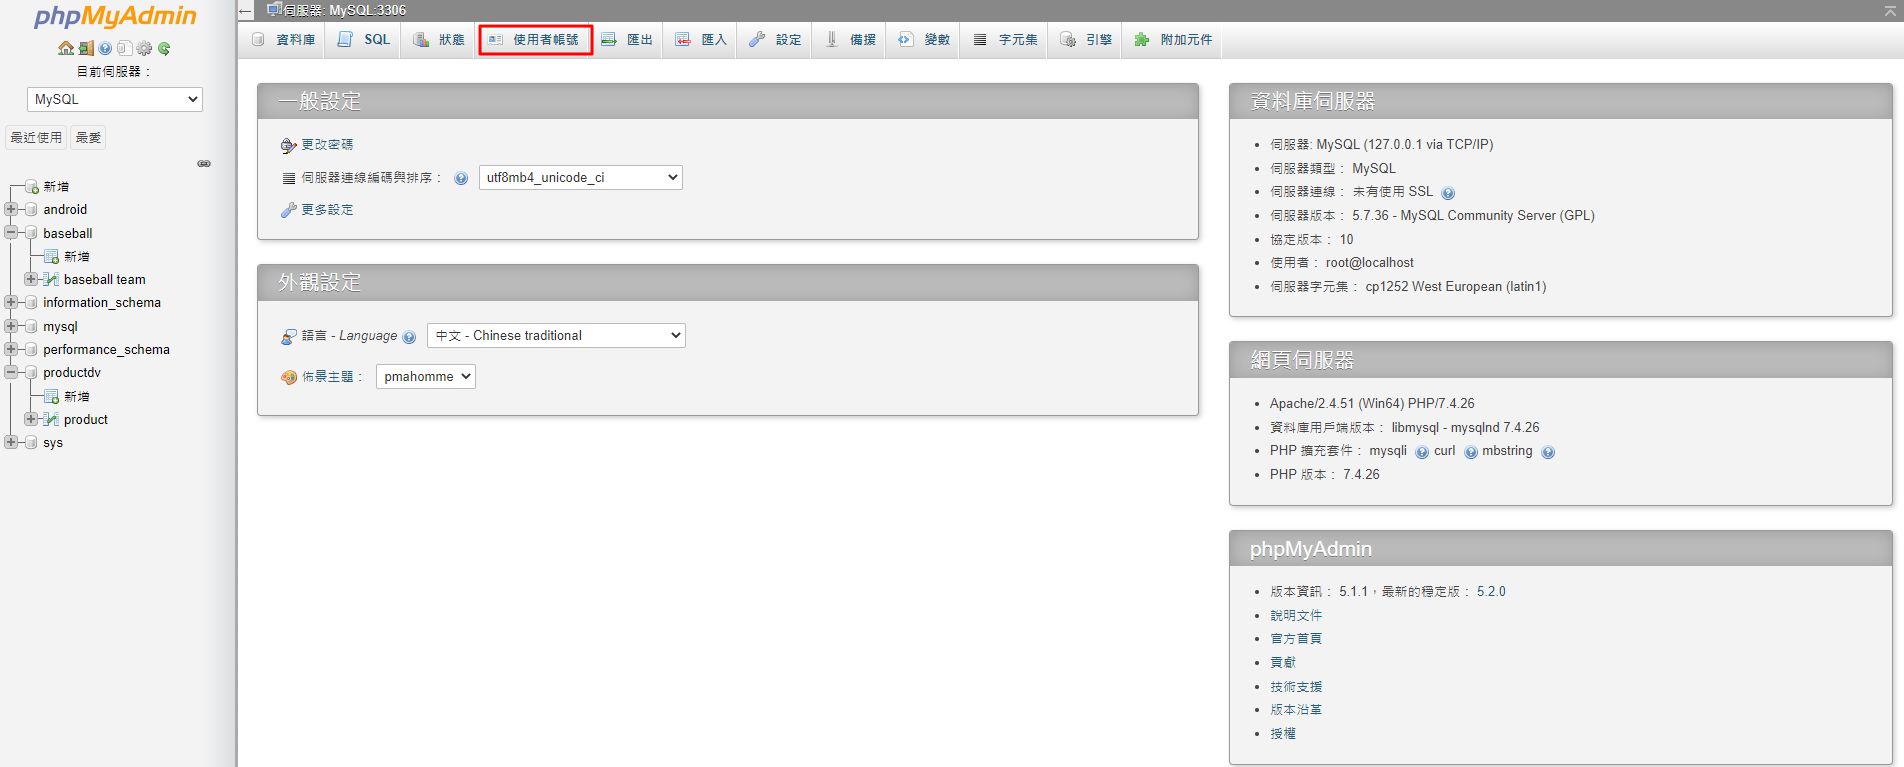 phpMyAdmin
目前伺服器：
MySQL
最近使用 最愛
新增
android
baseball
新增
baseball team
information_schema
mysql
performance_schema
productdv
新增
product
sys
伺服器: MySQL:3306
資料庫 SQL 狀態 使用者帳號 匯出 匯入 設定 備援 變數 字元集 引擎 附加元件
一般設定
更改密碼
伺服器連線編碼與排序： utf8mb4_unicode_ci
更多設定
外觀設定
語言 - Language 中文 - Chinese traditional
佈景主題： pmahomme
資料庫伺服器
伺服器: MySQL (127.0.0.1 via TCP/IP)
伺服器類型： MySQL
伺服器連線： 未有使用 SSL
伺服器版本： 5.7.36 - MySQL Community Server (GPL)
協定版本： 10
使用者： root@localhost
伺服器字元集： cp1252 West European (latin1)
網頁伺服器
Apache/2.4.51 (Win64) PHP/7.4.26
資料庫用戶端版本： libmysql - mysqlnd 7.4.26
PHP 擴充套件： mysqli curl mbstring
PHP 版本： 7.4.26
phpMyAdmin
版本資訊： 5.1.1，最新的穩定版： 5.2.0
說明文件
官方首頁
貢獻
技術支援
版本沿革
授權